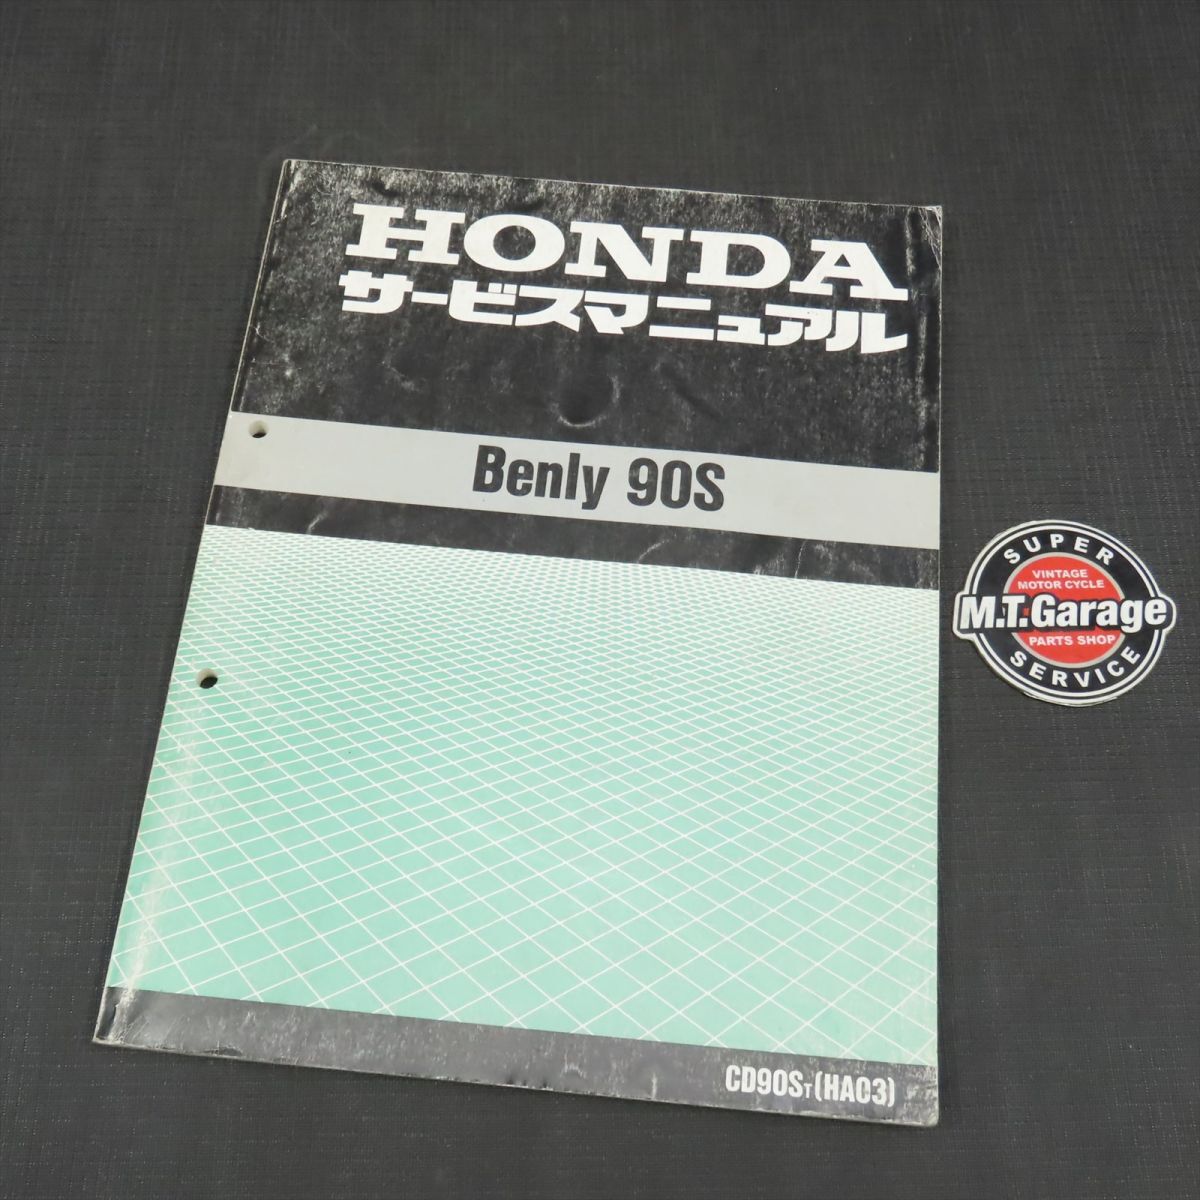 HONDA
サービスマニュアル
Benly 90S
CD90ST(HA03)
SUPER
VINTAGE
MOTOR CYCLE
M.T.Garage
PARTS SHOP
SERVICE